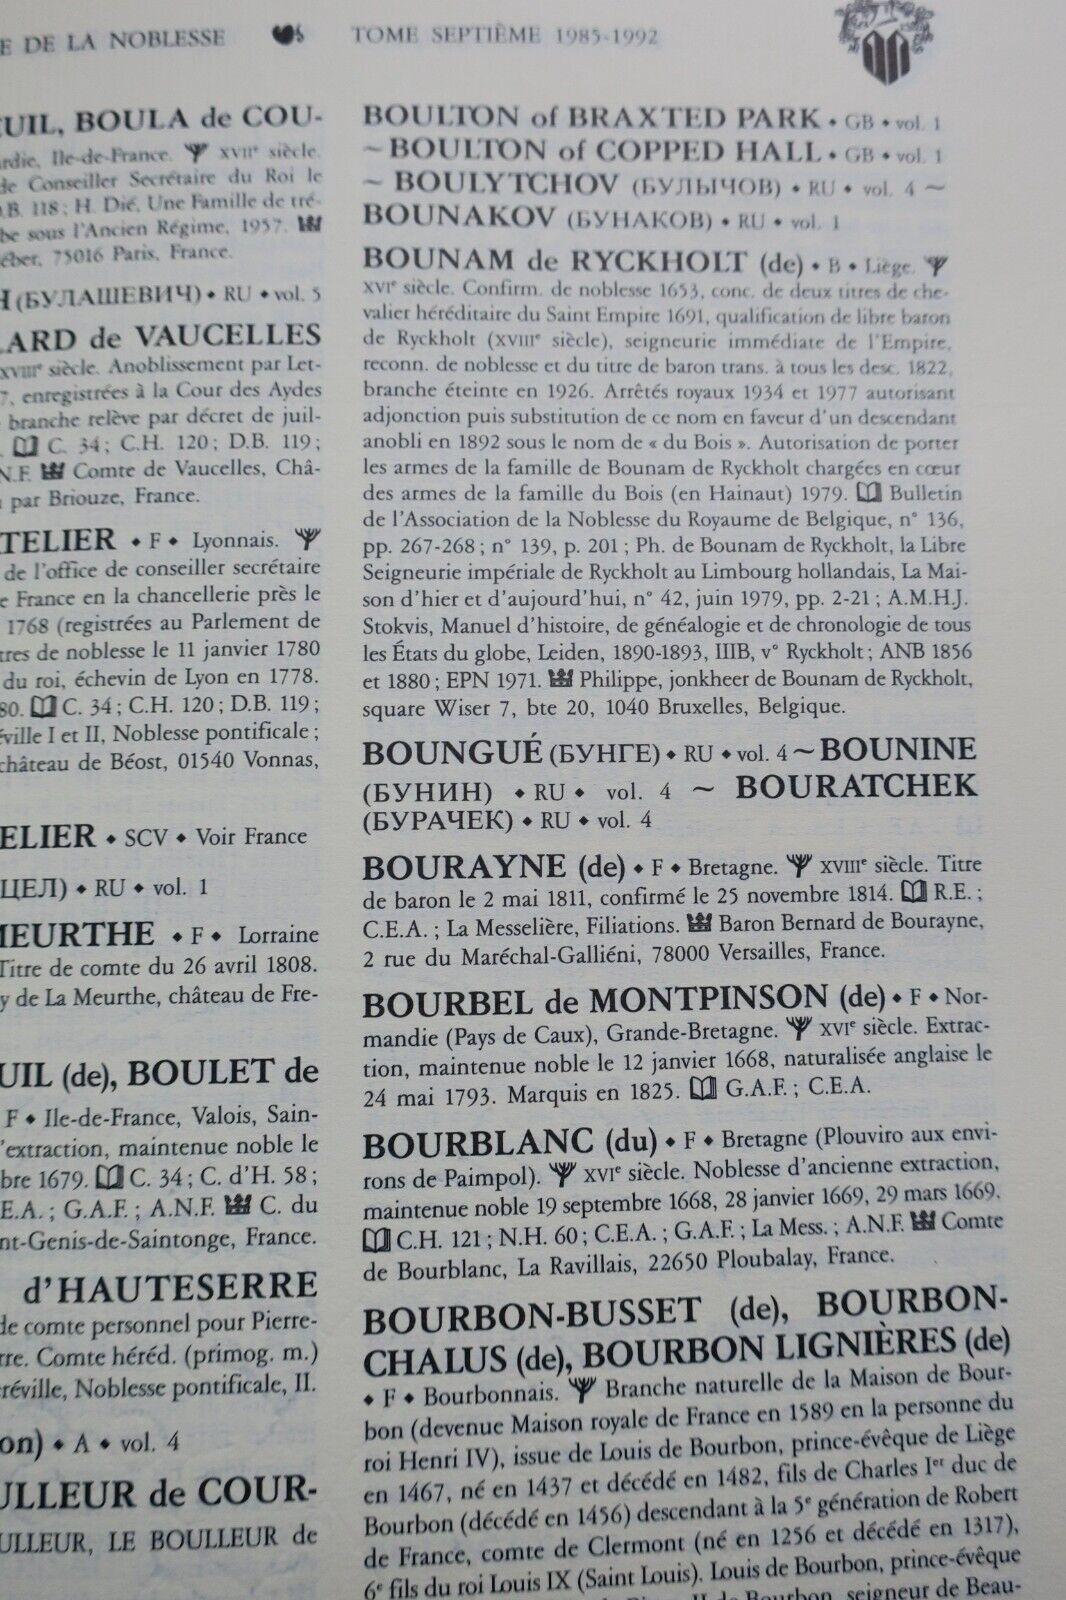 E DE LA NOBLESSE
TOME SEPTIÈME 1985-1992
EUIL, BOULA de COU-
ardie, Ile-de-France. XVIIe siècle.
de Conseiller Secrétaire du Roi le
D.B. 118 ; H. Dié, Une Famille de tré-
be sous l'Ancien Régime, 1957.
éber, 75016 Paris, France.
H (БУЛАШЕВИЧ) ⬥ RU ⬥ vol. 5
LARD de VAUCELLES
XVIIIe siècle. Anoblissement par Let-
7, enregistrées à la Cour des Aydes
branche relève par décret de juil-
C. 34 ; C.H. 120 ; D.B. 119 ;
N.F. Comte de Vaucelles, Châ-
par Briouze, France.
TELIER ⬥ F ⬥ Lyonnais.
de l'office de conseiller secrétaire
e France en la chancellerie près le
1768 (registrées au Parlement de
tres de noblesse le 11 janvier 1780
du roi, échevin de Lyon en 1778.
80. C. 34 ; C.H. 120 ; D.B. 119 ;
ville I et II, Noblesse pontificale ;
château de Béost, 01540 Vonnas,
ELIER ⬥ SCV ⬥ Voir France
ЦЕЛ) ⬥ RU ⬥ vol. 1
MEURTHE ⬥ F ⬥ Lorraine
Titre de comte du 26 avril 1808.
y de La Meurthe, château de Fre-
UIL (de), BOULET de
F ⬥ Ile-de-France, Valois, Sain-
'extraction, maintenue noble le
bre 1679. C. 34 ; C. d'H. 58 ;
E.A. ; G.A.F. ; A.N.F. C. du
nt-Genis-de-Saintonge, France.
d'HAUTESERRE
de comte personnel pour Pierre-
rre. Comte héréd. (primog. m.)
réville, Noblesse pontificale, II.
on) ⬥ A ⬥ vol. 4
ULLEUR de COUR-
ULLEUR, LE BOULLEUR de
BOULTON of BRAXTED PARK ⬥ GB ⬥ vol. 1
~ BOULTON of COPPED HALL ⬥ GB ⬥ vol. 1
~ BOULYTCHOV (БУЛЫЧОВ) ⬥ RU ⬥ vol. 4 ~
BOUNAKOV (БУНАКОВ) ⬥ RU ⬥ vol. 1
BOUNAM de RYCKHOLT (de) ⬥ B ⬥ Liège.
XVIe siècle. Confirm. de noblesse 1653, conc. de deux titres de che-
valier héréditaire du Saint Empire 1691, qualification de libre baron
de Ryckholt (XVIIIe siècle), seigneurie immédiate de l'Empire,
reconn. de noblesse et du titre de baron trans. à tous les desc. 1822,
branche éteinte en 1926. Arrêtés royaux 1934 et 1977 autorisant
adjonction puis substitution de ce nom en faveur d'un descendant
anobli en 1892 sous le nom de « du Bois ». Autorisation de porter
les armes de la famille de Bounam de Ryckholt chargées en cœur
des armes de la famille du Bois (en Hainaut) 1979. Bulletin
de l'Association de la Noblesse du Royaume de Belgique, n° 136,
pp. 267-268 ; n° 139, p. 201 ; Ph. de Bounam de Ryckholt, la Libre
Seigneurie impériale de Ryckholt au Limbourg hollandais, La Mai-
son d'hier et d'aujourd'hui, n° 42, juin 1979, pp. 2-21 ; A.M.H.J.
Stokvis, Manuel d'histoire, de généalogie et de chronologie de tous
les États du globe, Leiden, 1890-1893, IIIB, v° Ryckholt ; ANB 1856
et 1880 ; EPN 1971. Philippe, jonkheer de Bounam de Ryckholt,
square Wiser 7, bte 20, 1040 Bruxelles, Belgique.
BOUNGUÉ (БУНГЕ) ⬥ RU ⬥ vol. 4 ~ BOUNINE
(БУНИН) ⬥ RU ⬥ vol. 4 ~ BOURATCHEK
(БУРАЧЕК) ⬥ RU ⬥ vol. 4
BOURAYNE (de) ⬥ F ⬥ Bretagne. XVIIIe siècle. Titre
de baron le 2 mai 1811, confirmé le 25 novembre 1814. R.E. ;
C.E.A. ; La Messelière, Filiations. Baron Bernard de Bourayne,
2 rue du Maréchal-Galliéni, 78000 Versailles, France.
BOURBEL de MONTPINSON (de) ⬥ F ⬥ Nor-
mandie (Pays de Caux), Grande-Bretagne. XVIe siècle. Extrac-
tion, maintenue noble le 12 janvier 1668, naturalisée anglaise le
24 mai 1793. Marquis en 1825. G.A.F. ; C.E.A.
BOURBLANC (du) ⬥ F ⬥ Bretagne (Plouviro aux envi-
rons de Paimpol). XVIe siècle. Noblesse d'ancienne extraction,
maintenue noble 19 septembre 1668, 28 janvier 1669, 29 mars 1669.
C.H. 121 ; N.H. 60 ; C.E.A. ; G.A.F. ; La Mess. ; A.N.F. Comte
de Bourblanc, La Ravillais, 22650 Ploubalay, France.
BOURBON-BUSSET (de), BOURBON-
CHALUS (de), BOURBON LIGNIÈRES (de)
⬥ F ⬥ Bourbonnais. Branche naturelle de la Maison de Bour-
bon (devenue Maison royale de France en 1589 en la personne du
roi Henri IV), issue de Louis de Bourbon, prince-évêque de Liège
en 1467, né en 1437 et décédé en 1482, fils de Charles Ier duc de
Bourbon (décédé en 1456) descendant à la 5e génération de Robert
de France, comte de Clermont (né en 1256 et décédé en 1317),
6e fils du roi Louis IX (Saint Louis). Louis de Bourbon, prince-évêque
de Bourbon, seigneur de Beau-